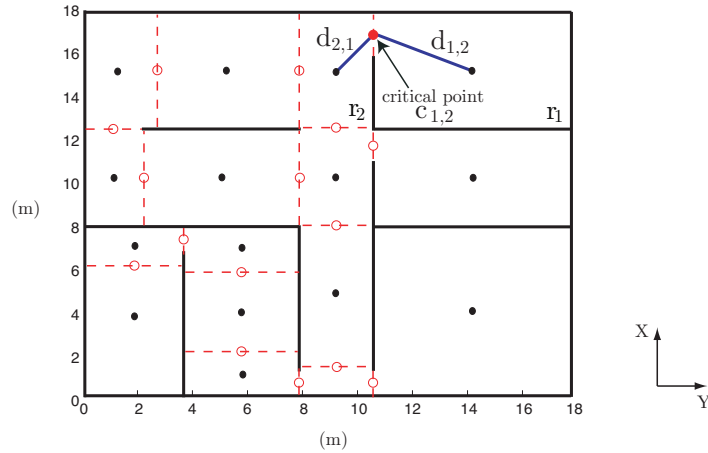 18
16
14
12
10
8
6
4
2
0
(m)
d2,1
d1,2
critical point
c 1,2
r2
r1
0 2 4 6 8 10 12 14 16 18
(m)
X
Y